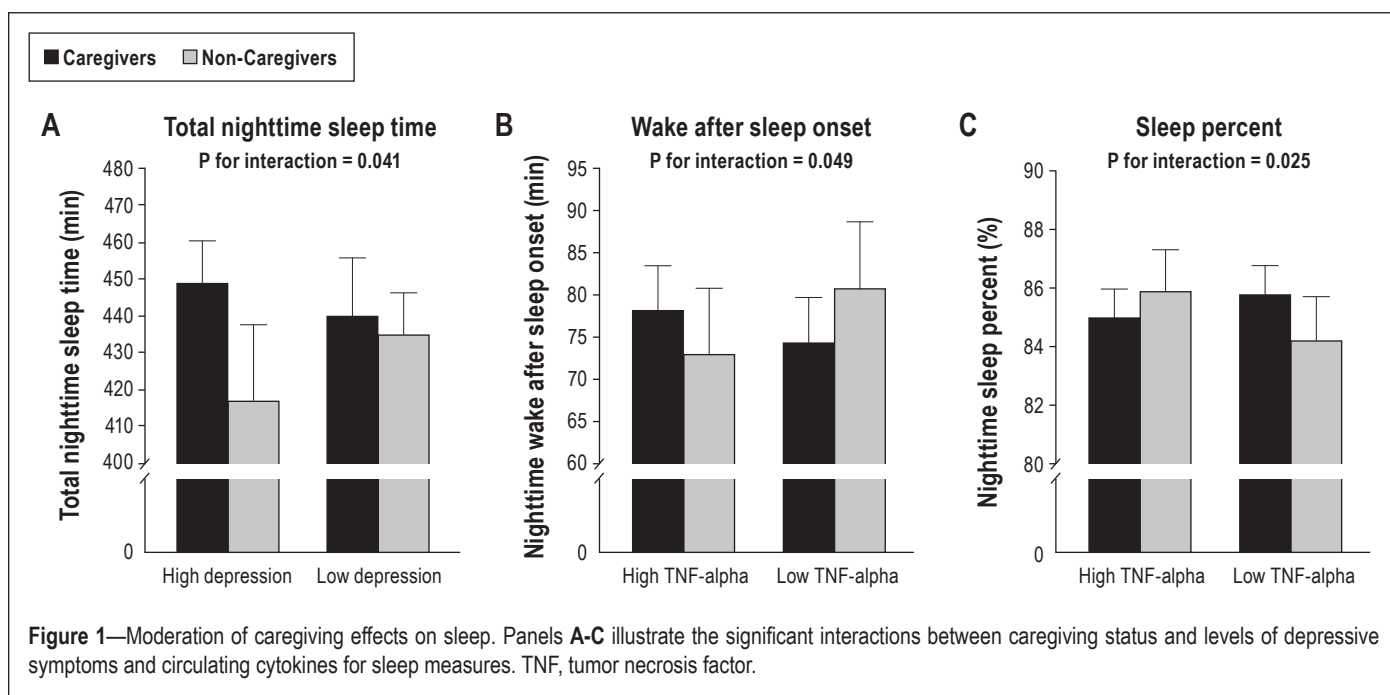 Caregivers Non-Caregivers
A Total nighttime sleep time
P for interaction = 0.041
Total nighttime sleep time (min)
480
470
460
450
440
430
420
410
400
0
High depression Low depression
B Wake after sleep onset
P for interaction = 0.049
Nighttime wake after sleep onset (min)
95
90
85
80
75
70
65
60
0
High TNF-alpha Low TNF-alpha
C Sleep percent
P for interaction = 0.025
Nighttime sleep percent (%)
90
88
86
84
82
80
0
High TNF-alpha Low TNF-alpha
Figure 1—Moderation of caregiving effects on sleep. Panels A-C illustrate the significant interactions between caregiving status and levels of depressive
symptoms and circulating cytokines for sleep measures. TNF, tumor necrosis factor.